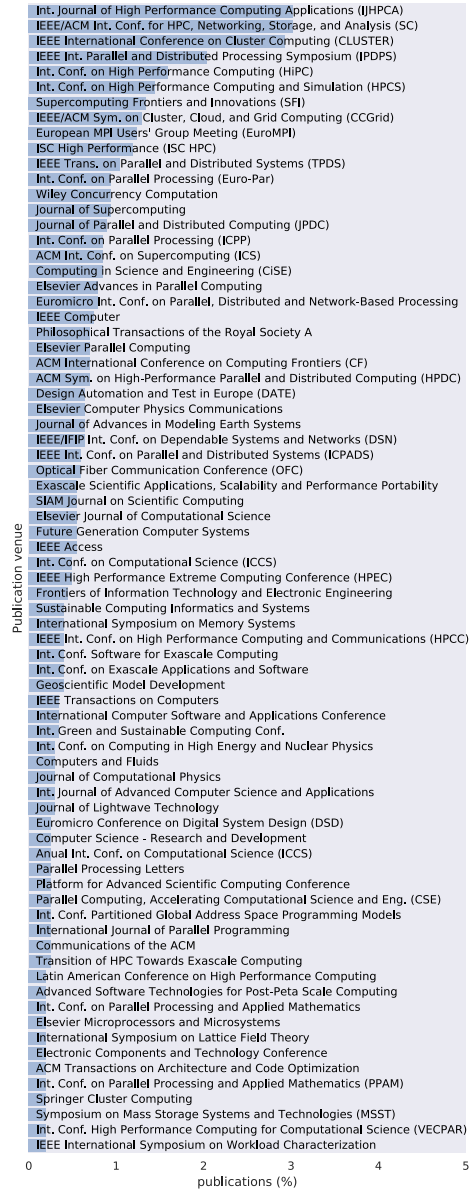 Int. Journal of High Performance Computing Applications (IJHPCA)
IEEE/ACM Int. Conf. for HPC, Networking, Storage, and Analysis (SC)
IEEE International Conference on Cluster Computing (CLUSTER)
IEEE Int. Parallel and Distributed Processing Symposium (IPDPS)
Int. Conf. on High Performance Computing (HiPC)
Int. Conf. on High Performance Computing and Simulation (HPCS)
Supercomputing Frontiers and Innovations (SFI)
IEEE/ACM Sym. on Cluster, Cloud, and Grid Computing (CCGrid)
European MPI Users' Group Meeting (EuroMPI)
ISC High Performance (ISC HPC)
IEEE Trans. on Parallel and Distributed Systems (TPDS)
Int. Conf. on Parallel Processing (Euro-Par)
Wiley Concurrency Computation
Journal of Supercomputing
Journal of Parallel and Distributed Computing (JPDC)
Int. Conf. on Parallel Processing (ICPP)
ACM Int. Conf. on Supercomputing (ICS)
Computing in Science and Engineering (CiSE)
Elsevier Advances in Parallel Computing
Euromicro Int. Conf. on Parallel, Distributed and Network-Based Processing
IEEE Computer
Philosophical Transactions of the Royal Society A
Elsevier Parallel Computing
ACM International Conference on Computing Frontiers (CF)
ACM Sym. on High-Performance Parallel and Distributed Computing (HPDC)
Design Automation and Test in Europe (DATE)
Elsevier Computer Physics Communications
Journal of Advances in Modeling Earth Systems
IEEE/IFIP Int. Conf. on Dependable Systems and Networks (DSN)
IEEE Int. Conf. on Parallel and Distributed Systems (ICPADS)
Optical Fiber Communication Conference (OFC)
Exascale Scientific Applications, Scalability and Performance Portability
SIAM Journal on Scientific Computing
Elsevier Journal of Computational Science
Future Generation Computer Systems
IEEE Access
Int. Conf. on Computational Science (ICCS)
IEEE High Performance Extreme Computing Conference (HPEC)
Frontiers of Information Technology and Electronic Engineering
Sustainable Computing Informatics and Systems
International Symposium on Memory Systems
IEEE Int. Conf. on High Performance Computing and Communications (HPCC)
Int. Conf. Software for Exascale Computing
Int. Conf. on Exascale Applications and Software
Geoscientific Model Development
IEEE Transactions on Computers
International Computer Software and Applications Conference
Int. Green and Sustainable Computing Conf.
Int. Conf. on Computing in High Energy and Nuclear Physics
Computers and Fluids
Journal of Computational Physics
Int. Journal of Advanced Computer Science and Applications
Journal of Lightwave Technology
Euromicro Conference on Digital System Design (DSD)
Computer Science - Research and Development
Anual Int. Conf. on Computational Science (ICCS)
Parallel Processing Letters
Platform for Advanced Scientific Computing Conference
Parallel Computing, Accelerating Computational Science and Eng. (CSE)
Int. Conf. Partitioned Global Address Space Programming Models
International Journal of Parallel Programming
Communications of the ACM
Transition of HPC Towards Exascale Computing
Latin American Conference on High Performance Computing
Advanced Software Technologies for Post-Peta Scale Computing
Int. Conf. on Parallel Processing and Applied Mathematics
Elsevier Microprocessors and Microsystems
International Symposium on Lattice Field Theory
Electronic Components and Technology Conference
ACM Transactions on Architecture and Code Optimization
Int. Conf. on Parallel Processing and Applied Mathematics (PPAM)
Springer Cluster Computing
Symposium on Mass Storage Systems and Technologies (MSST)
Int. Conf. High Performance Computing for Computational Science (VECPAR)
IEEE International Symposium on Workload Characterization
Publication venue
0 1 2 3 4 5
publications (%)